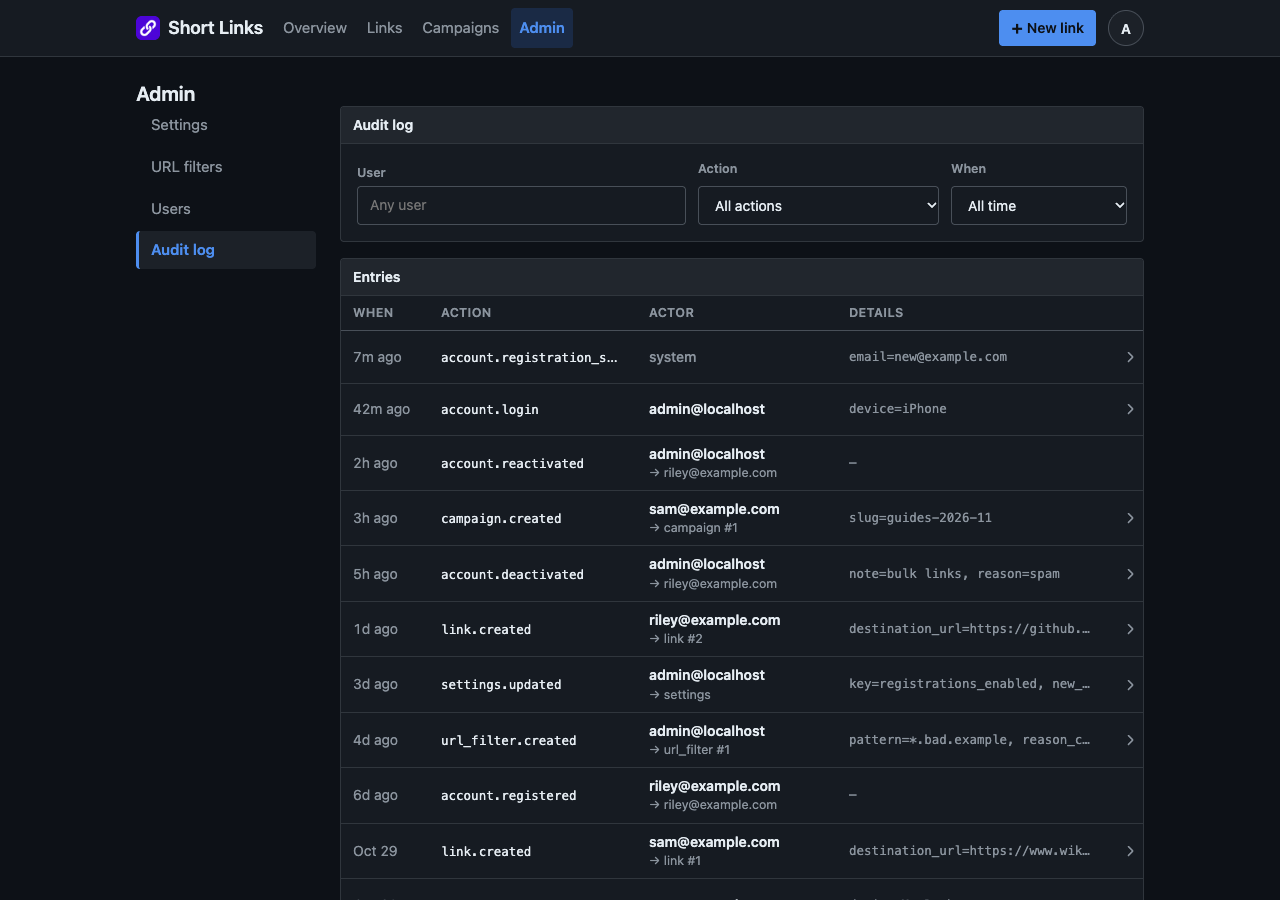 Short Links Overview Links Campaigns Admin + New link A
Admin
Settings
URL filters
Users
Audit log
Audit log
User Action When
Any user All actions All time
Entries
WHEN ACTION ACTOR DETAILS
7m ago account.registration_s... system email=new@example.com
42m ago account.login admin@localhost device=iPhone
2h ago account.reactivated admin@localhost –
→ riley@example.com
3h ago campaign.created sam@example.com slug=guides-2026-11
→ campaign #1
5h ago account.deactivated admin@localhost note=bulk links, reason=spam
→ riley@example.com
1d ago link.created riley@example.com destination_url=https://github.…
→ link #2
3d ago settings.updated admin@localhost key=registrations_enabled, new_…
→ settings
4d ago url_filter.created admin@localhost pattern=*.bad.example, reason_c…
→ url_filter #1
6d ago account.registered riley@example.com –
→ riley@example.com
Oct 29 link.created sam@example.com destination_url=https://www.wik…
→ link #1